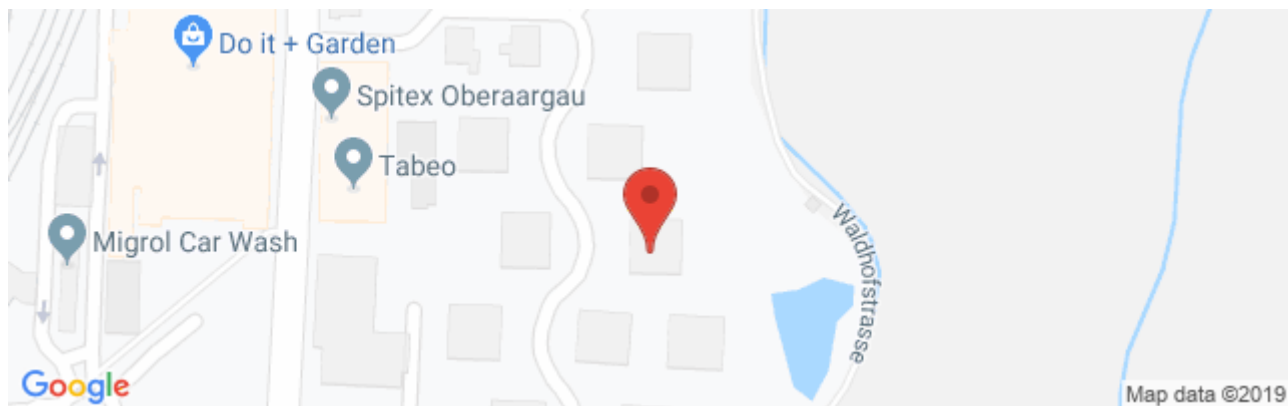 Do it + Garden
Spitex Oberaargau
Tabeo
Migrol Car Wash
Waldhofstrasse
Google
Map data ©2019